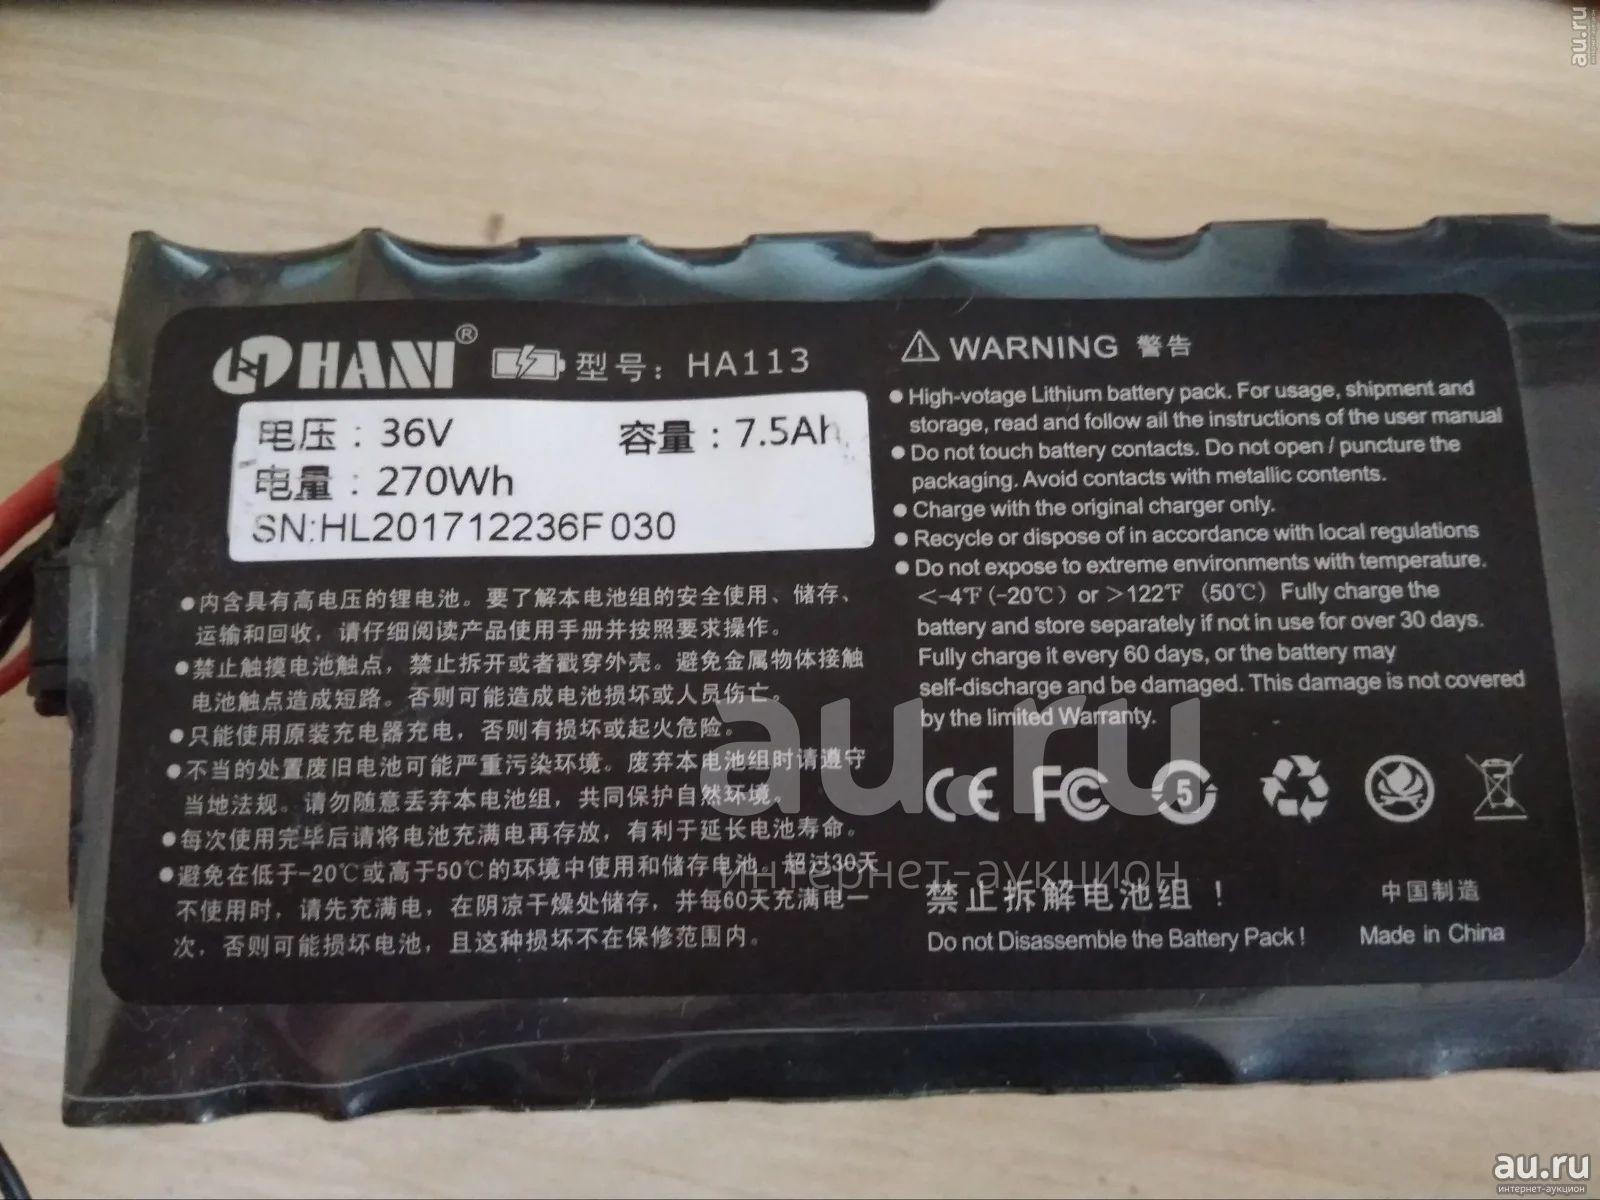 HANI®
型号：HA113
电压：36V 容量：7.5Ah
电量：270Wh
SN:HL201712236F030
●内含具有高电压的锂电池。要了解本电池组的安全使用、储存、
运输和回收，请仔细阅读产品使用手册并按照要求操作。
●禁止触摸电池触点，禁止拆开或者戳穿外壳。避免金属物体接触
电池触点造成短路。否则可能造成电池损坏或人员伤亡。
●只能使用原装充电器充电，否则有损坏或起火危险。
●不当的处置废旧电池可能严重污染环境。废弃本电池组时请遵守
当地法规。请勿随意丢弃本电池组，共同保护自然环境。
●每次使用完毕后请将电池充满电再存放，有利于延长电池寿命。
●避免在低于-20℃或高于50℃的环境中使用和储存电池，超过30天
不使用时，请先充满电，在阴凉干燥处储存，并每60天充满电一
次，否则可能损坏电池，且这种损坏不在保修范围内。
WARNING 警告
●High-votage Lithium battery pack. For usage, shipment and
storage, read and follow ail the instructions of the user manual
●Do not touch battery contacts. Do not open / puncture the
packaging. Avoid contacts with metallic contents.
●Charge with the original charger only.
●Recycle or dispose of in accordance with local regulations
●Do not expose to extreme environments with temperature.
<-4℉(-20℃) or >122℉ (50℃) Fully charge the
battery and store separately if not in use for over 30 days.
Fully charge it every 60 days, or the battery may
self-discharge and be damaged. This damage is not covered
by the limited Warranty.
CE FC 5
禁止拆解电池组！ 中国制造
Do not Disassemble the Battery Pack! Made in China
au.ru
интернет-аукцион
au.ru
интернет-аукцион
au.ru
интернет-аукцион